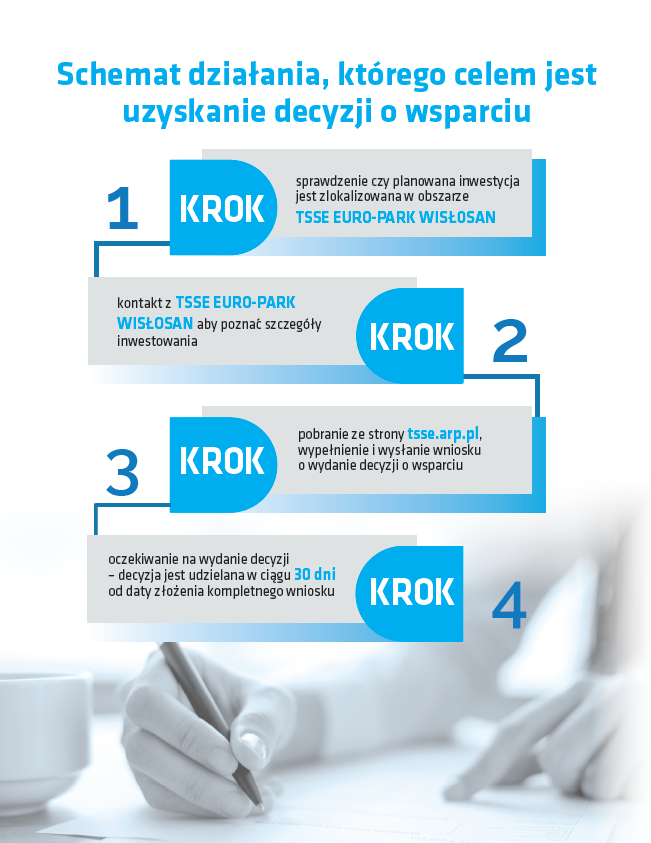 Schemat działania, którego celem jest
uzyskanie decyzji o wsparciu
1
KROK
sprawdzenie czy planowana inwestycja
jest zlokalizowana w obszarze
TSSE EURO-PARK WISŁOSAN
kontakt z TSSE EURO-PARK
WISŁOSAN aby poznać szczegóły
inwestowania
KROK
2
3
KROK
pobranie ze strony tsse.arp.pl,
wypełnienie i wysłanie wniosku
o wydanie decyzji o wsparciu
oczekiwanie na wydanie decyzji
– decyzja jest udzielana w ciągu 30 dni
od daty złożenia kompletnego wniosku
KROK
4